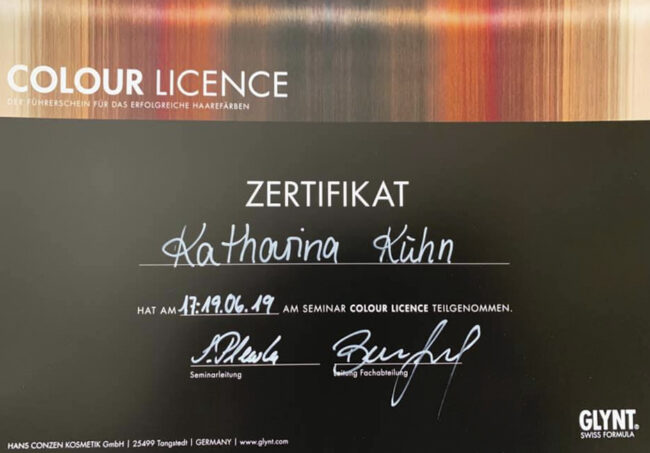 COLOUR LICENCE
DER FÜHRERSCHEIN FÜR DAS ERFOLGREICHE HAAREFÄRBEN
ZERTIFIKAT
Katharina Kühn
HAT AM 17.-19.06.19 AM SEMINAR COLOUR LICENCE TEILGENOMMEN.
Seminarleitung
Leitung Fachabteilung
GLYNT®
SWISS FORMULA
HANS CONZEN KOSMETIK GmbH | 25499 Tangstedt | GERMANY | www.glynt.com